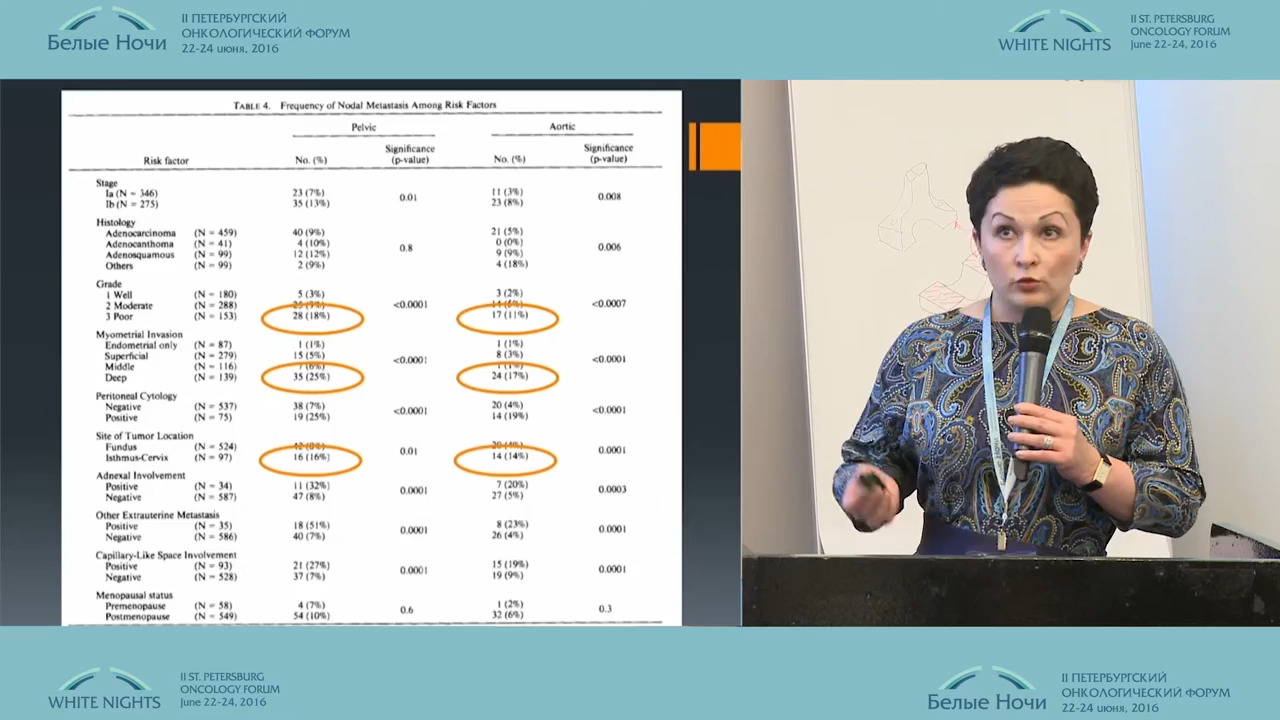 II ПЕТЕРБУРГСКИЙ
ОНКОЛОГИЧЕСКИЙ ФОРУМ
Белые Ночи
22-24 июня, 2016
II ST. PETERSBURG
ONCOLOGY FORUM
WHITE NIGHTS
June 22-24, 2016
TABLE 4. Frequency of Nodal Metastasis Among Risk Factors
Pelvic Aortic
Risk factor No. (%) Significance (p-value) No. (%) Significance (p-value)
Stage
Ia (N = 346) 23 (7%) 0.01 11 (3%) 0.008
Ib (N = 275) 35 (13%) 23 (8%)
Histology
Adenocarcinoma (N = 459) 40 (9%) 21 (5%)
Adenocanthoma (N = 41) 4 (10%) 0.8 0 (0%) 0.006
Adenosquamous (N = 99) 12 (12%) 9 (9%)
Others (N = 99) 2 (9%) 4 (18%)
Grade
1 Well (N = 180) 5 (3%) 3 (2%)
2 Moderate (N = 288) 25 (9%) <0.0001 <0.0007
3 Poor (N = 153) 28 (18%) 17 (11%)
Myometrial Invasion
Endometrial only (N = 87) 1 (1%) 1 (1%)
Superficial (N = 279) 15 (5%) <0.0001 8 (3%) <0.0001
Middle (N = 116)
Deep (N = 139) 35 (25%) 24 (17%)
Peritoneal Cytology
Negative (N = 537) 38 (7%) <0.0001 20 (4%) <0.0001
Positive (N = 75) 19 (25%) 14 (19%)
Site of Tumor Location
Fundus (N = 524) 0.01 0.0001
Isthmus-Cervix (N = 97) 16 (16%) 14 (14%)
Adnexal Involvement
Positive (N = 34) 11 (32%) 0.0001 7 (20%) 0.0003
Negative (N = 587) 47 (8%) 27 (5%)
Other Extrauterine Metastasis
Positive (N = 35) 18 (51%) 0.0001 8 (23%) 0.0001
Negative (N = 586) 40 (7%) 26 (4%)
Capillary-Like Space Involvement
Positive (N = 93) 21 (27%) 0.0001 15 (19%) 0.0001
Negative (N = 528) 37 (7%) 19 (9%)
Menopausal status
Premenopause (N = 58) 4 (7%) 0.6 1 (2%) 0.3
Postmenopause (N = 549) 54 (10%) 32 (6%)
II ST. PETERSBURG
ONCOLOGY FORUM
WHITE NIGHTS
June 22-24, 2016
II ПЕТЕРБУРГСКИЙ
ОНКОЛОГИЧЕСКИЙ ФОРУМ
Белые Ночи
22-24 июня, 2016